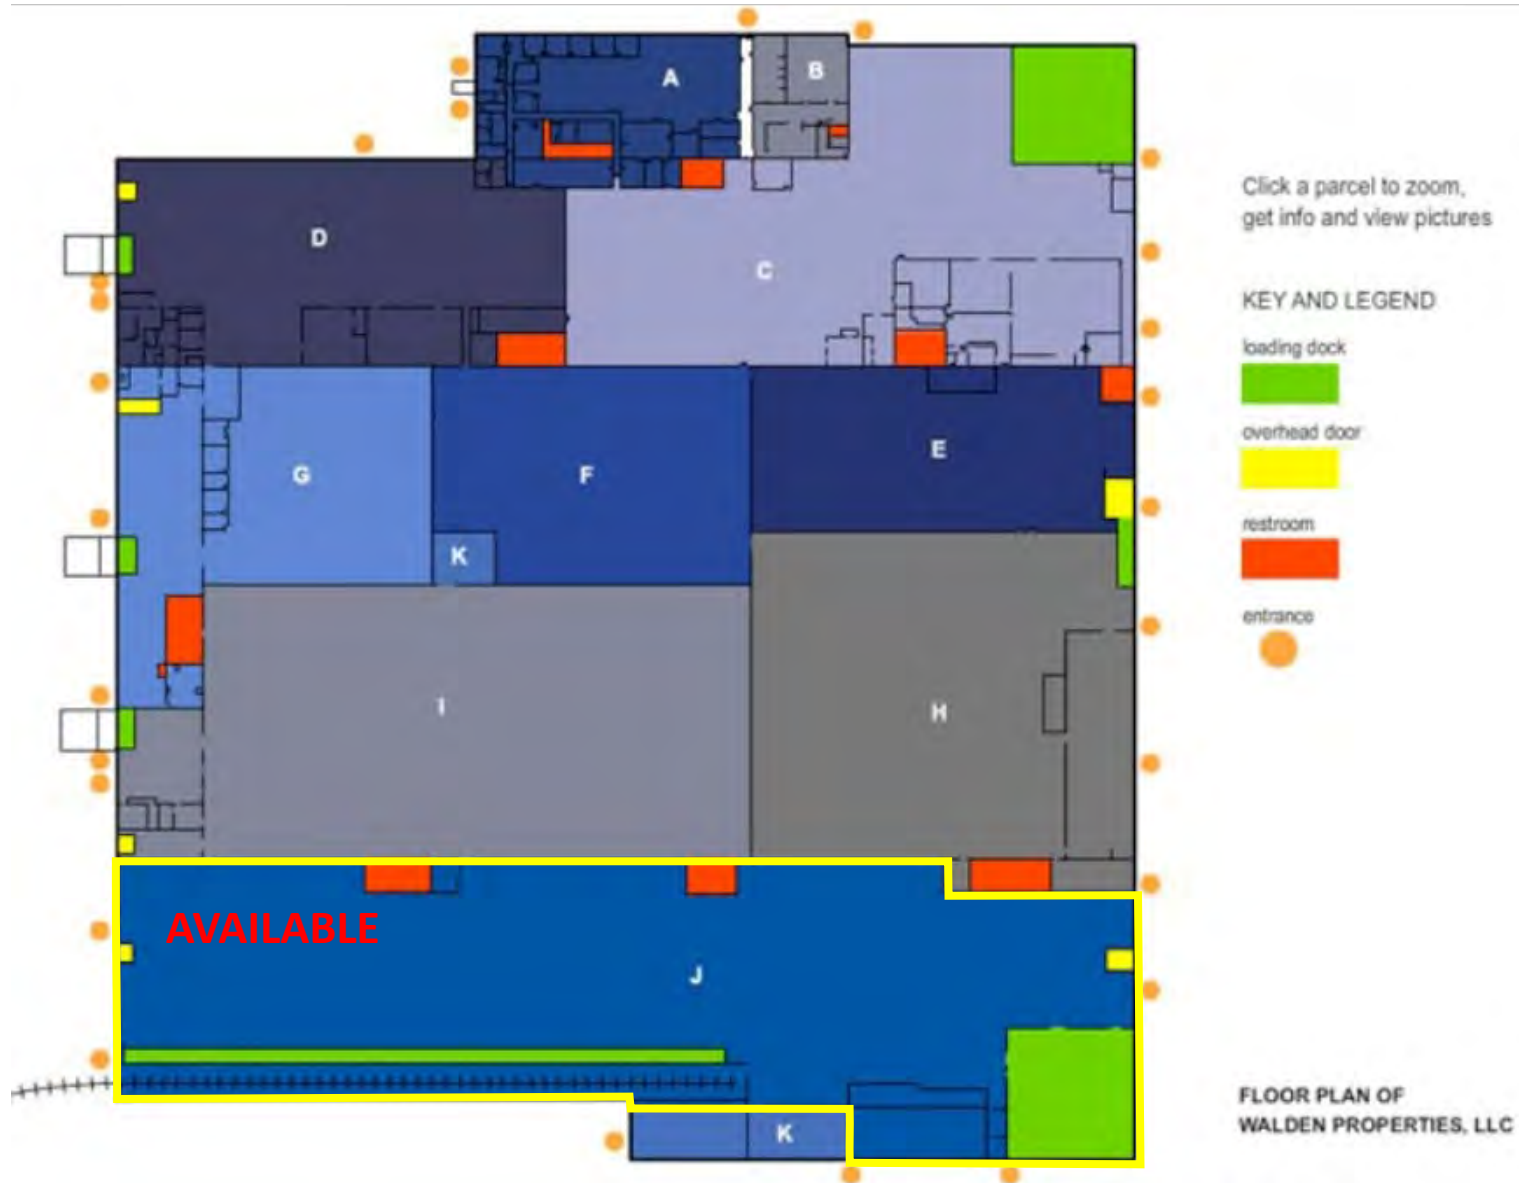 A
B
Click a parcel to zoom,
get info and view pictures
D
C
KEY AND LEGEND
loading dock
overhead door
E
G
F
restroom
K
entrance
I
H
AVAILABLE
J
FLOOR PLAN OF
WALDEN PROPERTIES, LLC
K